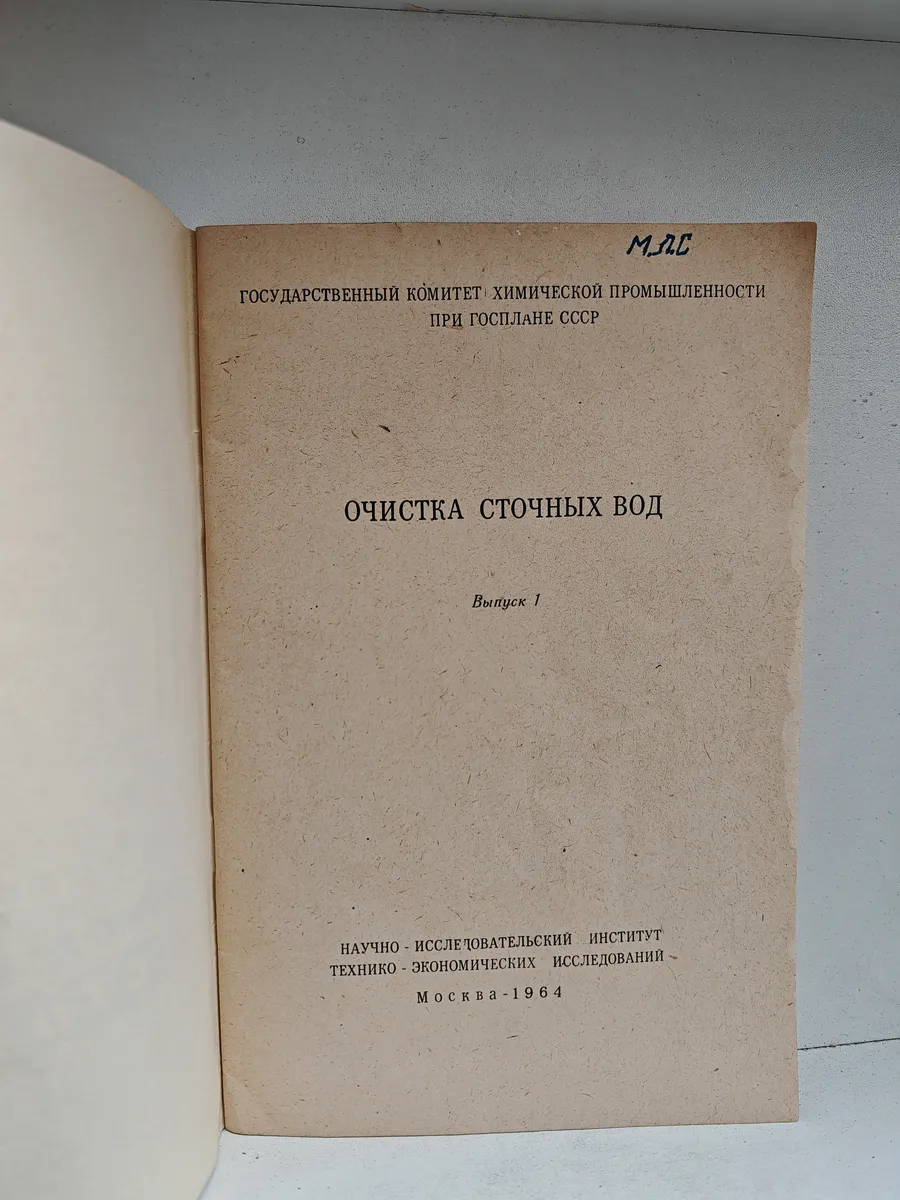 М.Л.С
ГОСУДАРСТВЕННЫЙ КОМИТЕТ ХИМИЧЕСКОЙ ПРОМЫШЛЕННОСТИ
ПРИ ГОСПЛАНЕ СССР
ОЧИСТКА СТОЧНЫХ ВОД
Выпуск 1
НАУЧНО - ИССЛЕДОВАТЕЛЬСКИЙ ИНСТИТУТ
ТЕХНИКО - ЭКОНОМИЧЕСКИХ ИССЛЕДОВАНИЙ
Москва - 1964